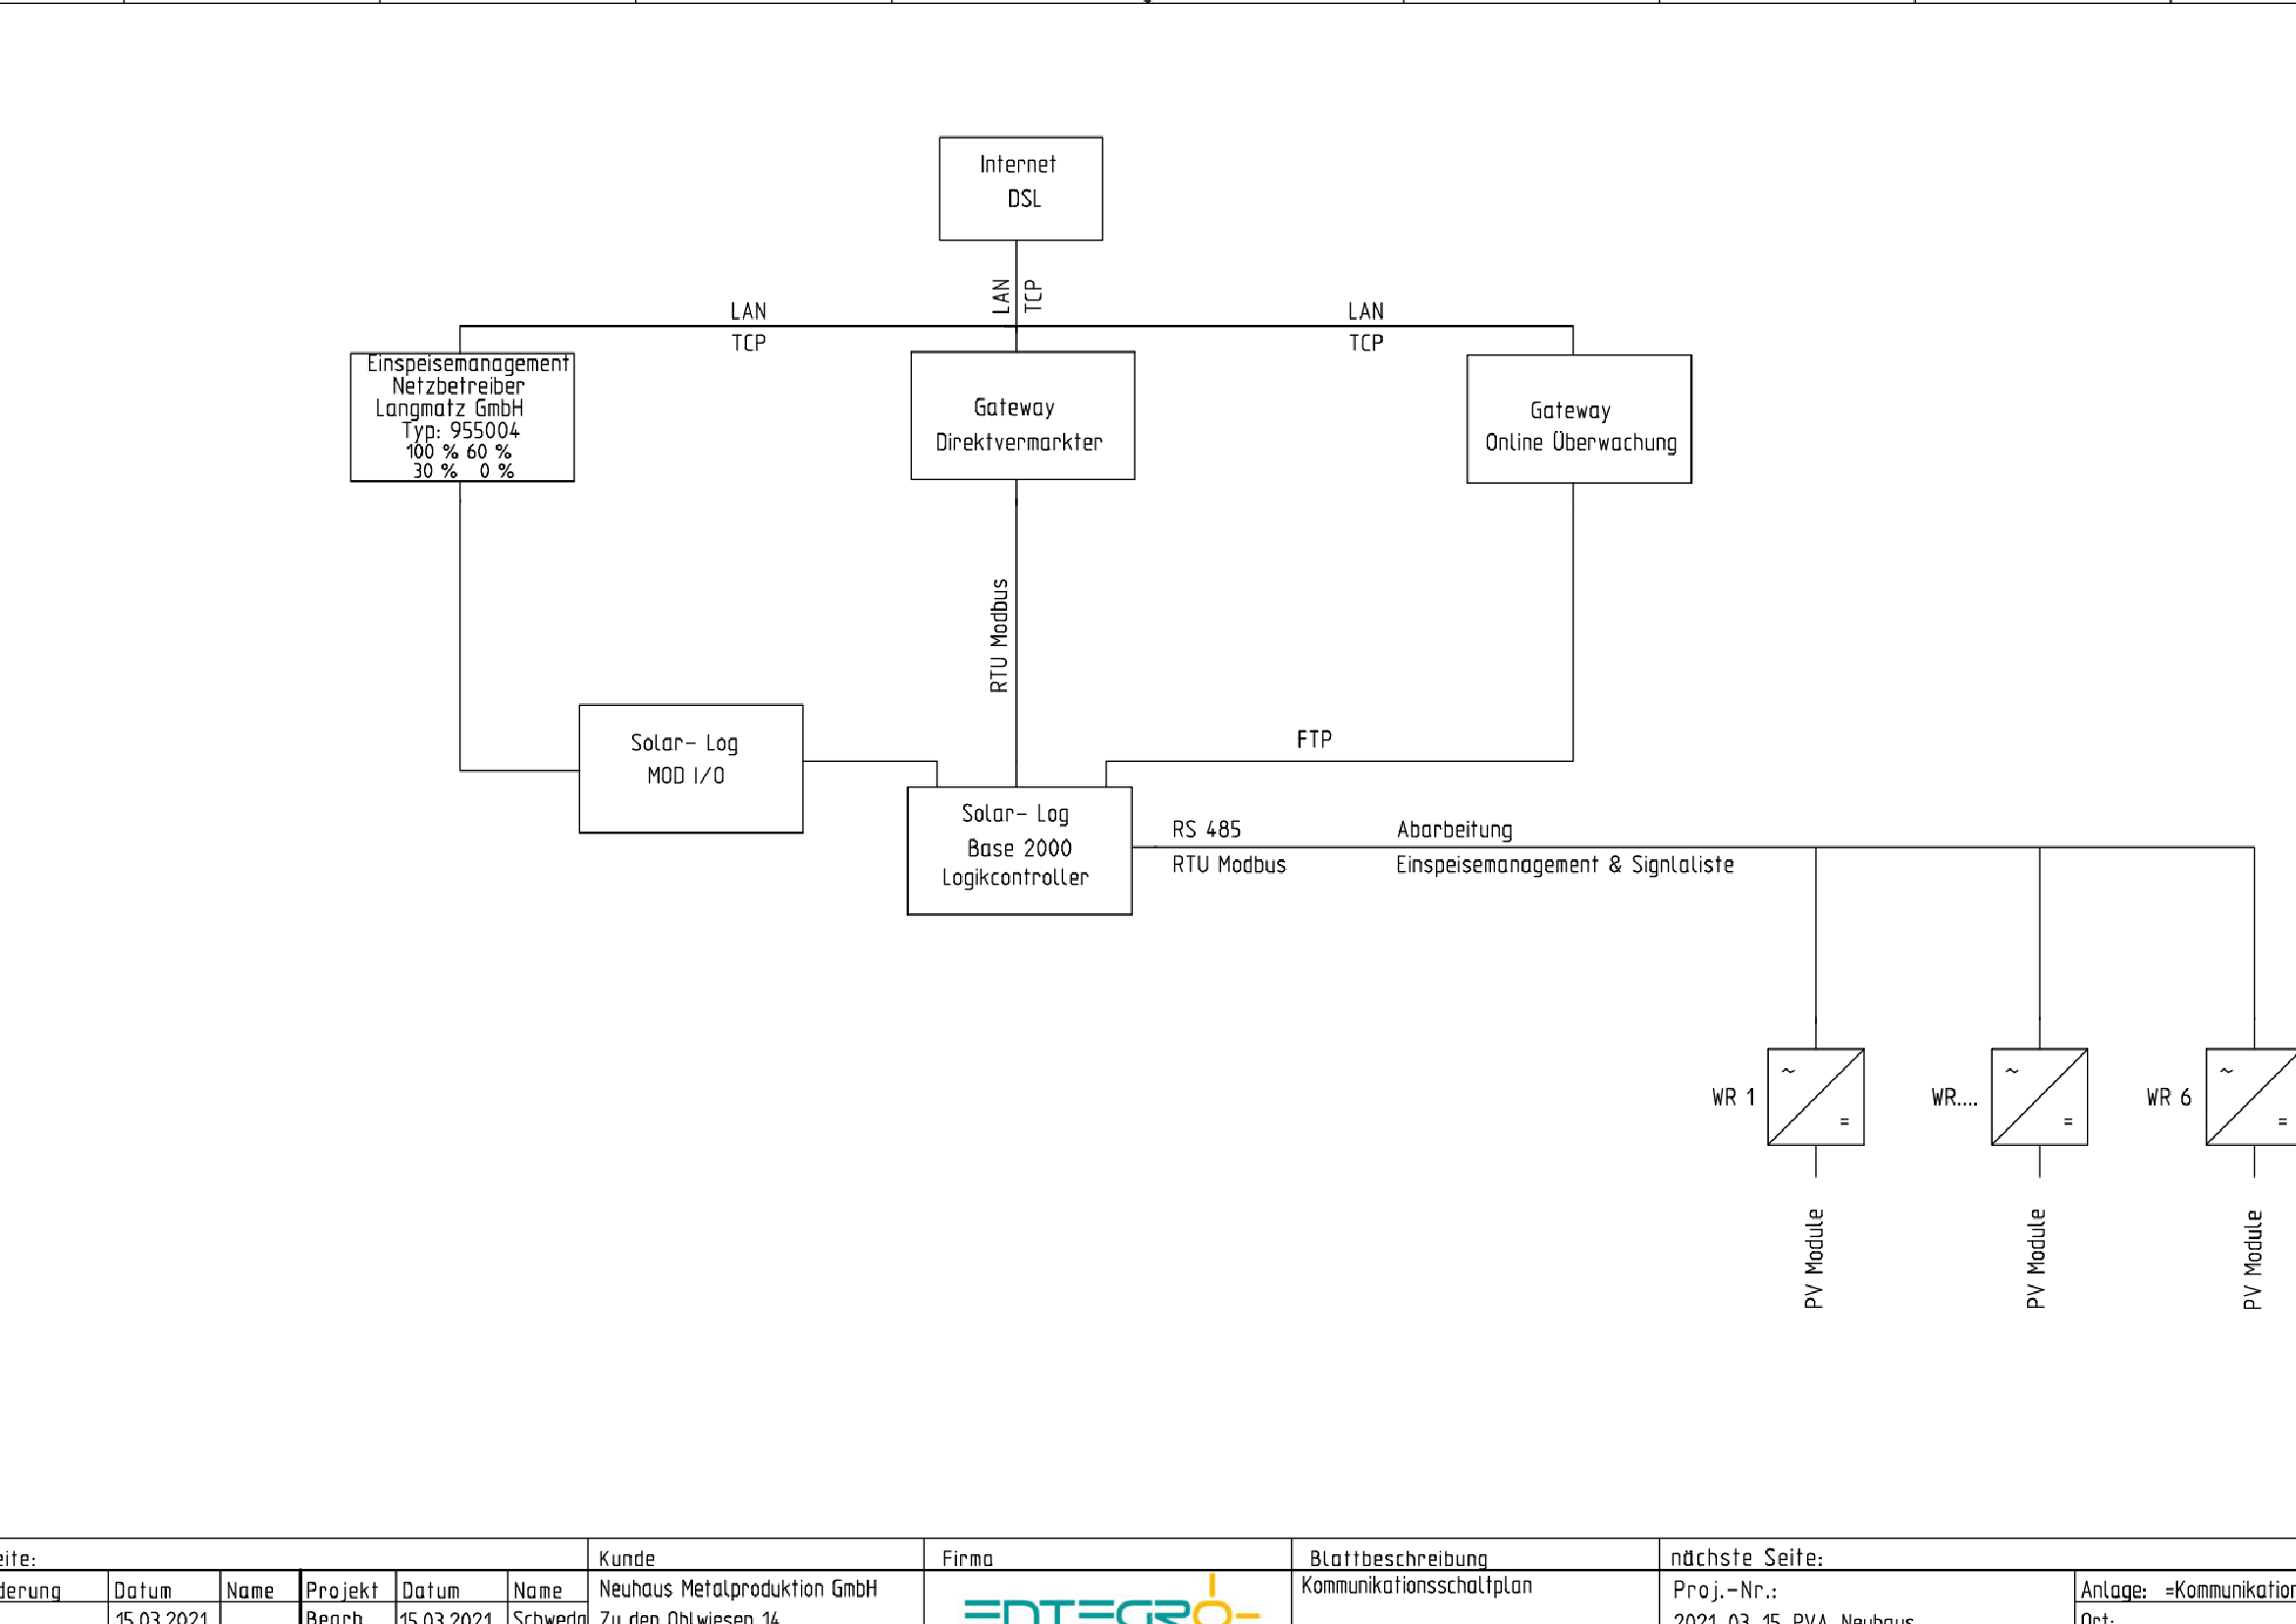 Internet
DSL
LAN
TCP
LAN
TCP
LAN
TCP
Einspeisemanagement
Netzbetreiber
Langmatz GmbH
Typ: 955004
100 % 60 %
30 % 0 %
Gateway
Direktvermarkter
Gateway
Online Überwachung
RTU Modbus
Solar- Log
MOD I/O
FTP
Solar- Log
Base 2000
Logikcontroller
RS 485
RTU Modbus
Abarbeitung
Einspeisemanagement & Signlaliste
~
=
~
=
~
=
WR 1
WR....
WR 6
PV Module
PV Module
PV Module
eite:
Kunde
Firma
Blattbeschreibung
nächste Seite:
derung
Datum
Name
Projekt
Datum
Name
Neuhaus Metalproduktion GmbH
Kommunikationsschaltplan
Proj.-Nr.:
Anlage: =Kommunikation
15.03.2021
Bearb
15.03.2021
Schweda
Zu den Ohlwiesen 14
ENTEGRO
2021_03_15_PVA_Neuhaus
Ort: